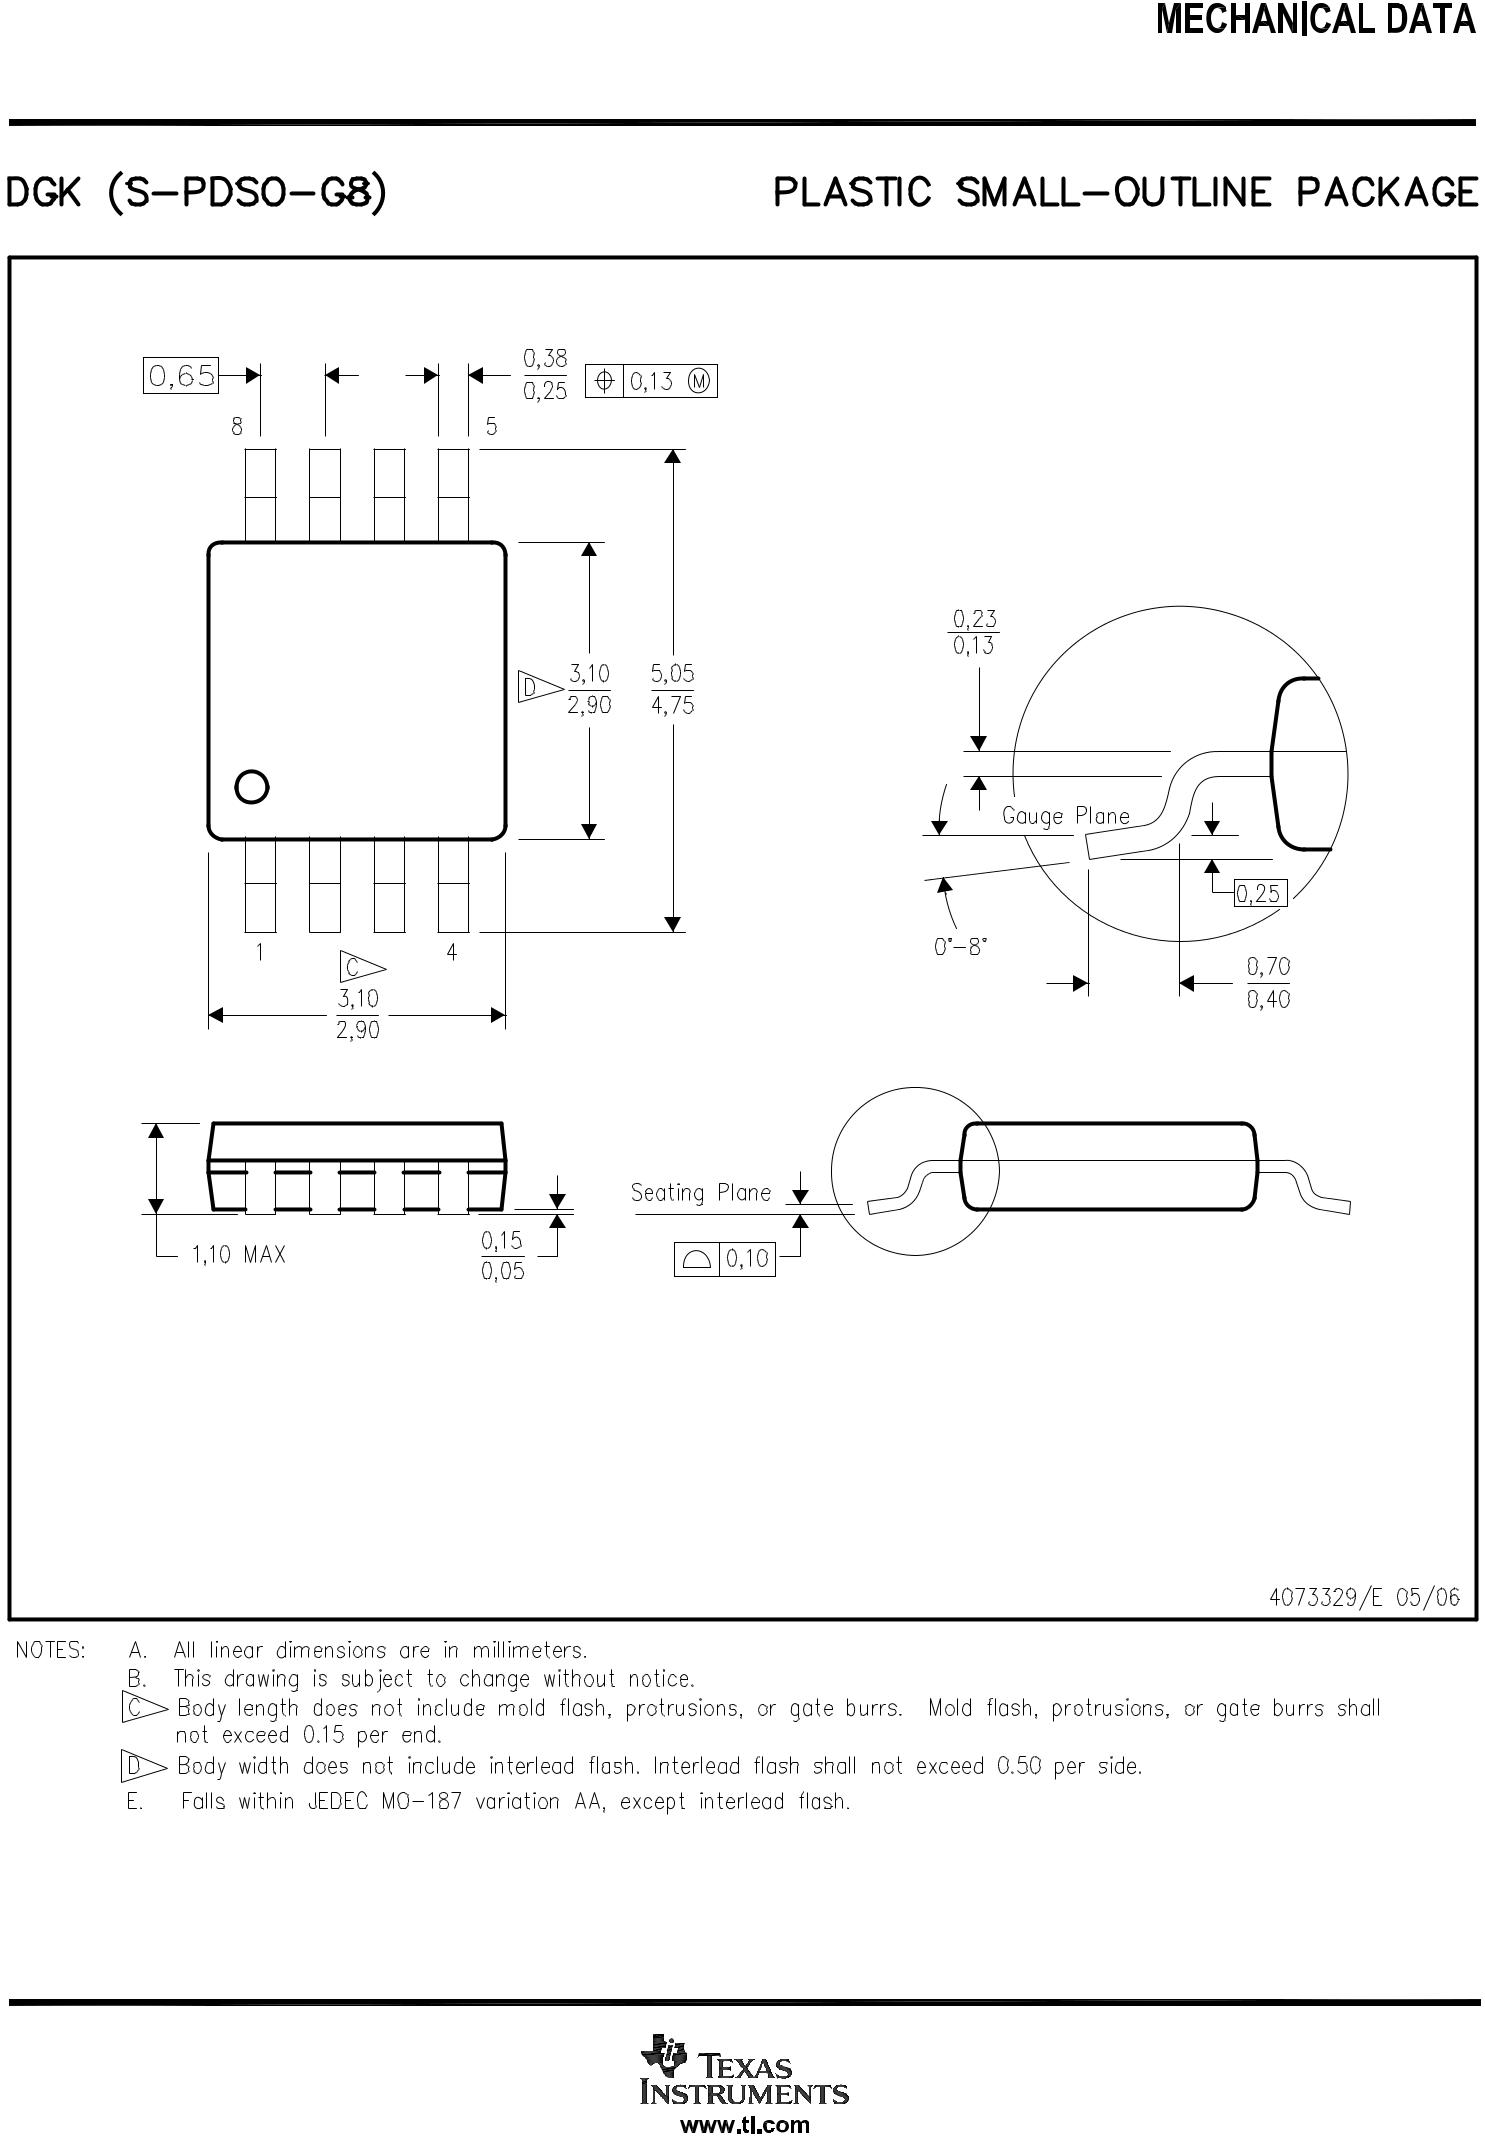 MECHANICAL DATA
DGK (S-PDSO-G8)
PLASTIC SMALL-OUTLINE PACKAGE
0,65
0,38
0,25
0,13 Ⓜ
8
5
D
3,10
2,90
5,05
4,75
1
4
C
3,10
2,90
0,23
0,13
Gauge Plane
0,25
0°-8°
0,70
0,40
1,10 MAX
0,15
0,05
Seating Plane
0,10
4073329/E 05/06
NOTES: A. All linear dimensions are in millimeters.
B. This drawing is subject to change without notice.
C Body length does not include mold flash, protrusions, or gate burrs. Mold flash, protrusions, or gate burrs shall
not exceed 0.15 per end.
D Body width does not include interlead flash. Interlead flash shall not exceed 0.50 per side.
E. Falls within JEDEC MO-187 variation AA, except interlead flash.
TEXAS
INSTRUMENTS
www.ti.com